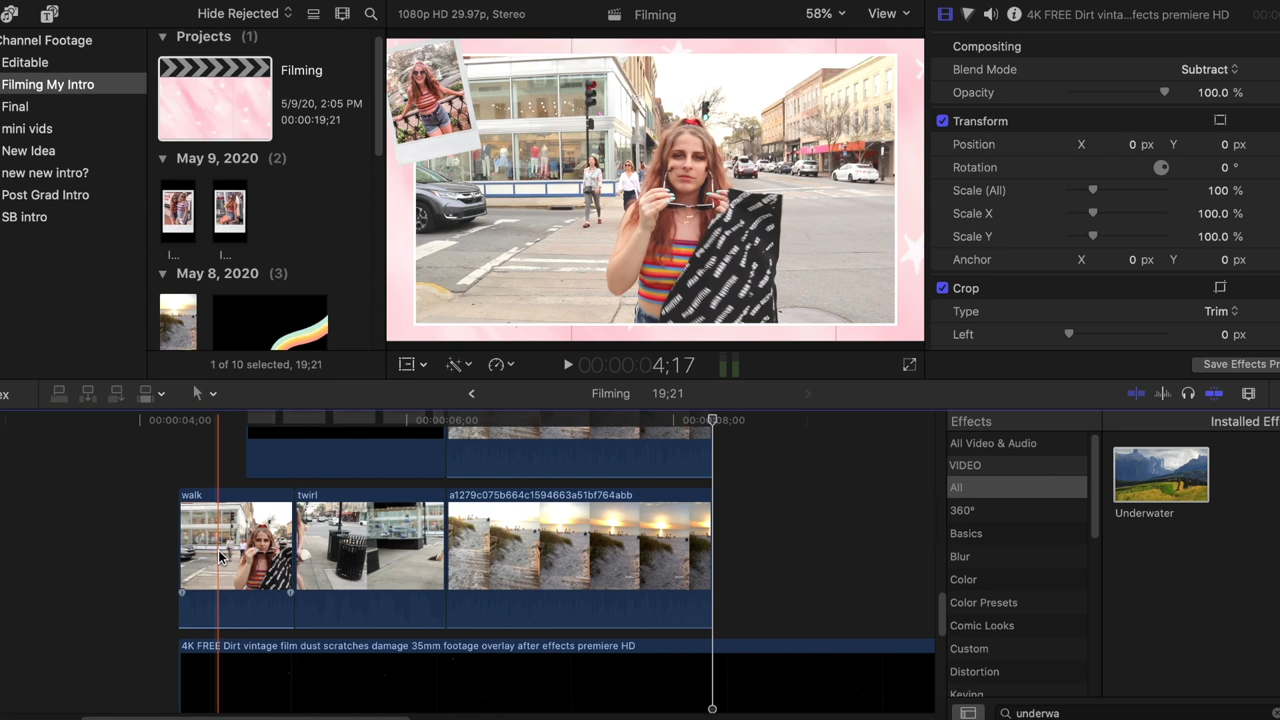 Hide Rejected
1080p HD 29.97p, Stereo
Filming
58%
View
4K FREE Dirt vinta...fects premiere HD
Channel Footage
Editable
Filming My Intro
Final
mini vids
New Idea
new new intro?
Post Grad Intro
SB intro
Projects (1)
Filming
5/9/20, 2:05 PM
00:00:19;21
May 9, 2020 (2)
I...
I...
May 8, 2020 (3)
1 of 10 selected, 19;21
00:00:04;17
Compositing
Blend Mode
Subtract
Opacity
100.0 %
Transform
Position
X 0 px Y 0 px
Rotation
0 °
Scale (All)
100 %
Scale X
100.0 %
Scale Y
100.0 %
Anchor
X 0 px Y 0 px
Crop
Type
Trim
Left
0 px
Save Effects Pr
ex
Filming 19;21
00:00:04;00
00:00:06;00
00:00:08;00
walk
twirl
a1279c075b664c1594663a51bf764abb
4K FREE Dirt vintage film dust scratches damage 35mm footage overlay after effects premiere HD
Effects
Installed Eff
All Video & Audio
VIDEO
All
360°
Basics
Blur
Color
Color Presets
Comic Looks
Custom
Distortion
Keying
Underwater
underwa